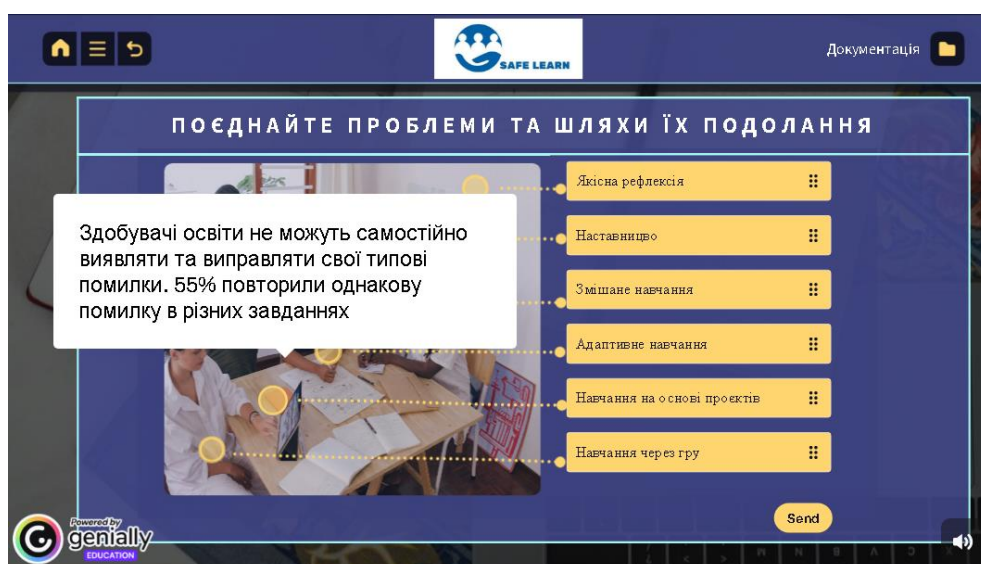 SAFE LEARN
Документація
ПОЄДНАЙТЕ ПРОБЛЕМИ ТА ШЛЯХИ ЇХ ПОДОЛАННЯ
Здобувачі освіти не можуть самостійно
виявляти та виправляти свої типові
помилки. 55% повторили однакову
помилку в різних завданнях
Якісна рефлексія
Наставництво
Змішане навчання
Адаптивне навчання
Навчання на основі проєктів
Навчання через гру
Send
Powered by
genially
EDUCATION